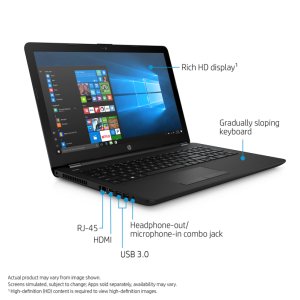 Rich HD display¹
Gradually sloping
keyboard
hp
RJ-45
HDMI
USB 3.0
Headphone-out/
microphone-in combo jack
Actual product may vary from image shown.
Screens simulated, subject to change; Apps sold separately, availability may vary.
¹ High-definition (HD) content is required to view high-definition images.